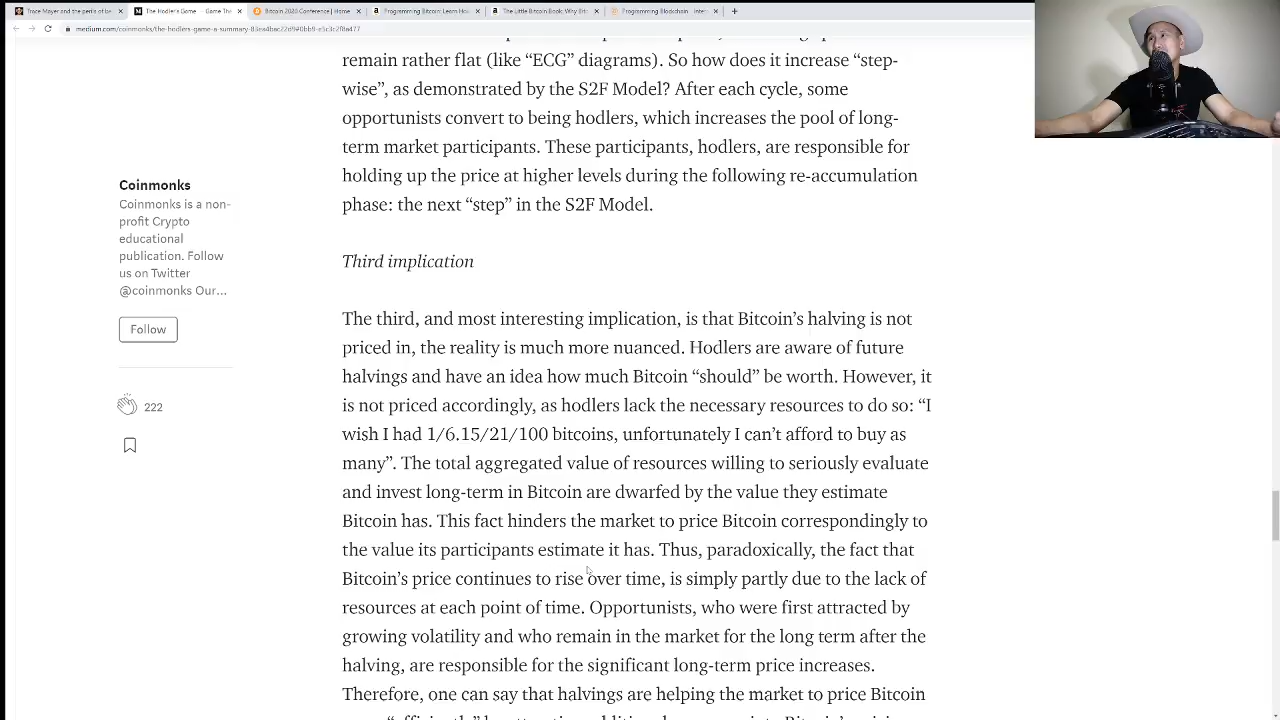 Trace Mayer and the perils of be
The Hodler's Game - Game The
Bitcoin 2020 Conference | Home
Programming Bitcoin: Learn How
The Little Bitcoin Book: Why Bit
Programming Blockchain - Inter
medium.com/coinmonks/the-hodlers-game-a-summary-83ea4bac22d9#0bb9-e5c3c2f8a477
remain rather flat (like “ECG” diagrams). So how does it increase “step-
wise”, as demonstrated by the S2F Model? After each cycle, some
opportunists convert to being hodlers, which increases the pool of long-
term market participants. These participants, hodlers, are responsible for
holding up the price at higher levels during the following re-accumulation
phase: the next “step” in the S2F Model.
Coinmonks
Coinmonks is a non-
profit Crypto
educational
publication. Follow
us on Twitter
@coinmonks Our...
Follow
222
Third implication
The third, and most interesting implication, is that Bitcoin’s halving is not
priced in, the reality is much more nuanced. Hodlers are aware of future
halvings and have an idea how much Bitcoin “should” be worth. However, it
is not priced accordingly, as hodlers lack the necessary resources to do so: “I
wish I had 1/6.15/21/100 bitcoins, unfortunately I can’t afford to buy as
many”. The total aggregated value of resources willing to seriously evaluate
and invest long-term in Bitcoin are dwarfed by the value they estimate
Bitcoin has. This fact hinders the market to price Bitcoin correspondingly to
the value its participants estimate it has. Thus, paradoxically, the fact that
Bitcoin’s price continues to rise over time, is simply partly due to the lack of
resources at each point of time. Opportunists, who were first attracted by
growing volatility and who remain in the market for the long term after the
halving, are responsible for the significant long-term price increases.
Therefore, one can say that halvings are helping the market to price Bitcoin